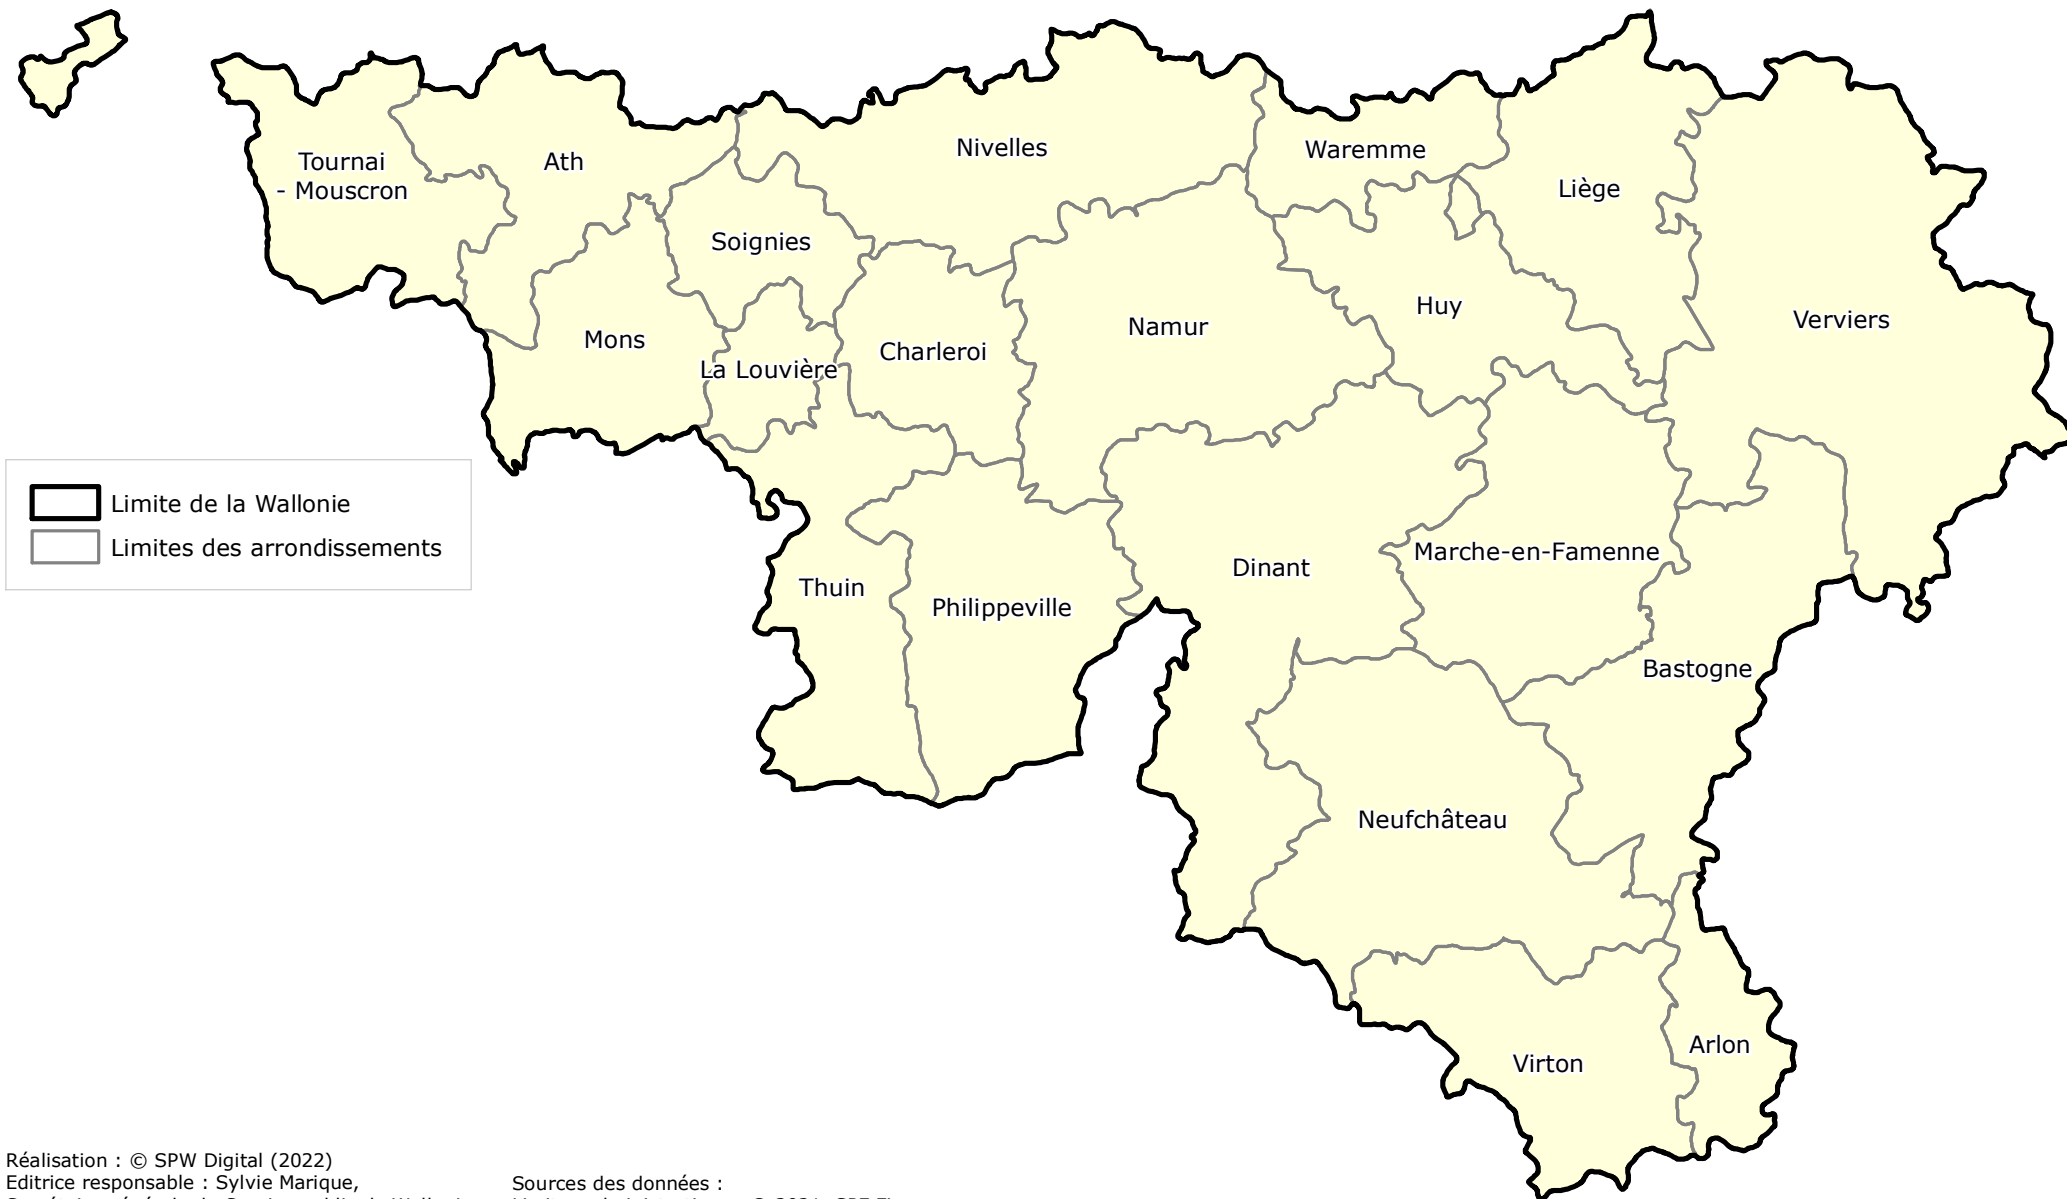 Tournai
- Mouscron
Ath
Nivelles
Waremme
Liège
Soignies
Mons
La Louvière
Charleroi
Namur
Huy
Verviers
Limite de la Wallonie
Limites des arrondissements
Thuin
Philippeville
Dinant
Marche-en-Famenne
Bastogne
Neufchâteau
Virton
Arlon
Réalisation : © SPW Digital (2022)
Editrice responsable : Sylvie Marique,
Sources des données :